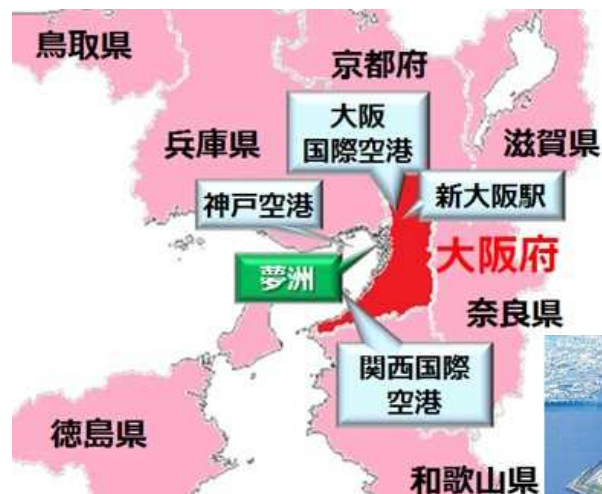 鳥取県
京都府
大阪
国際空港
兵庫県
滋賀県
神戸空港
新大阪駅
夢洲
大阪府
奈良県
関西国際
空港
徳島県
和歌山県